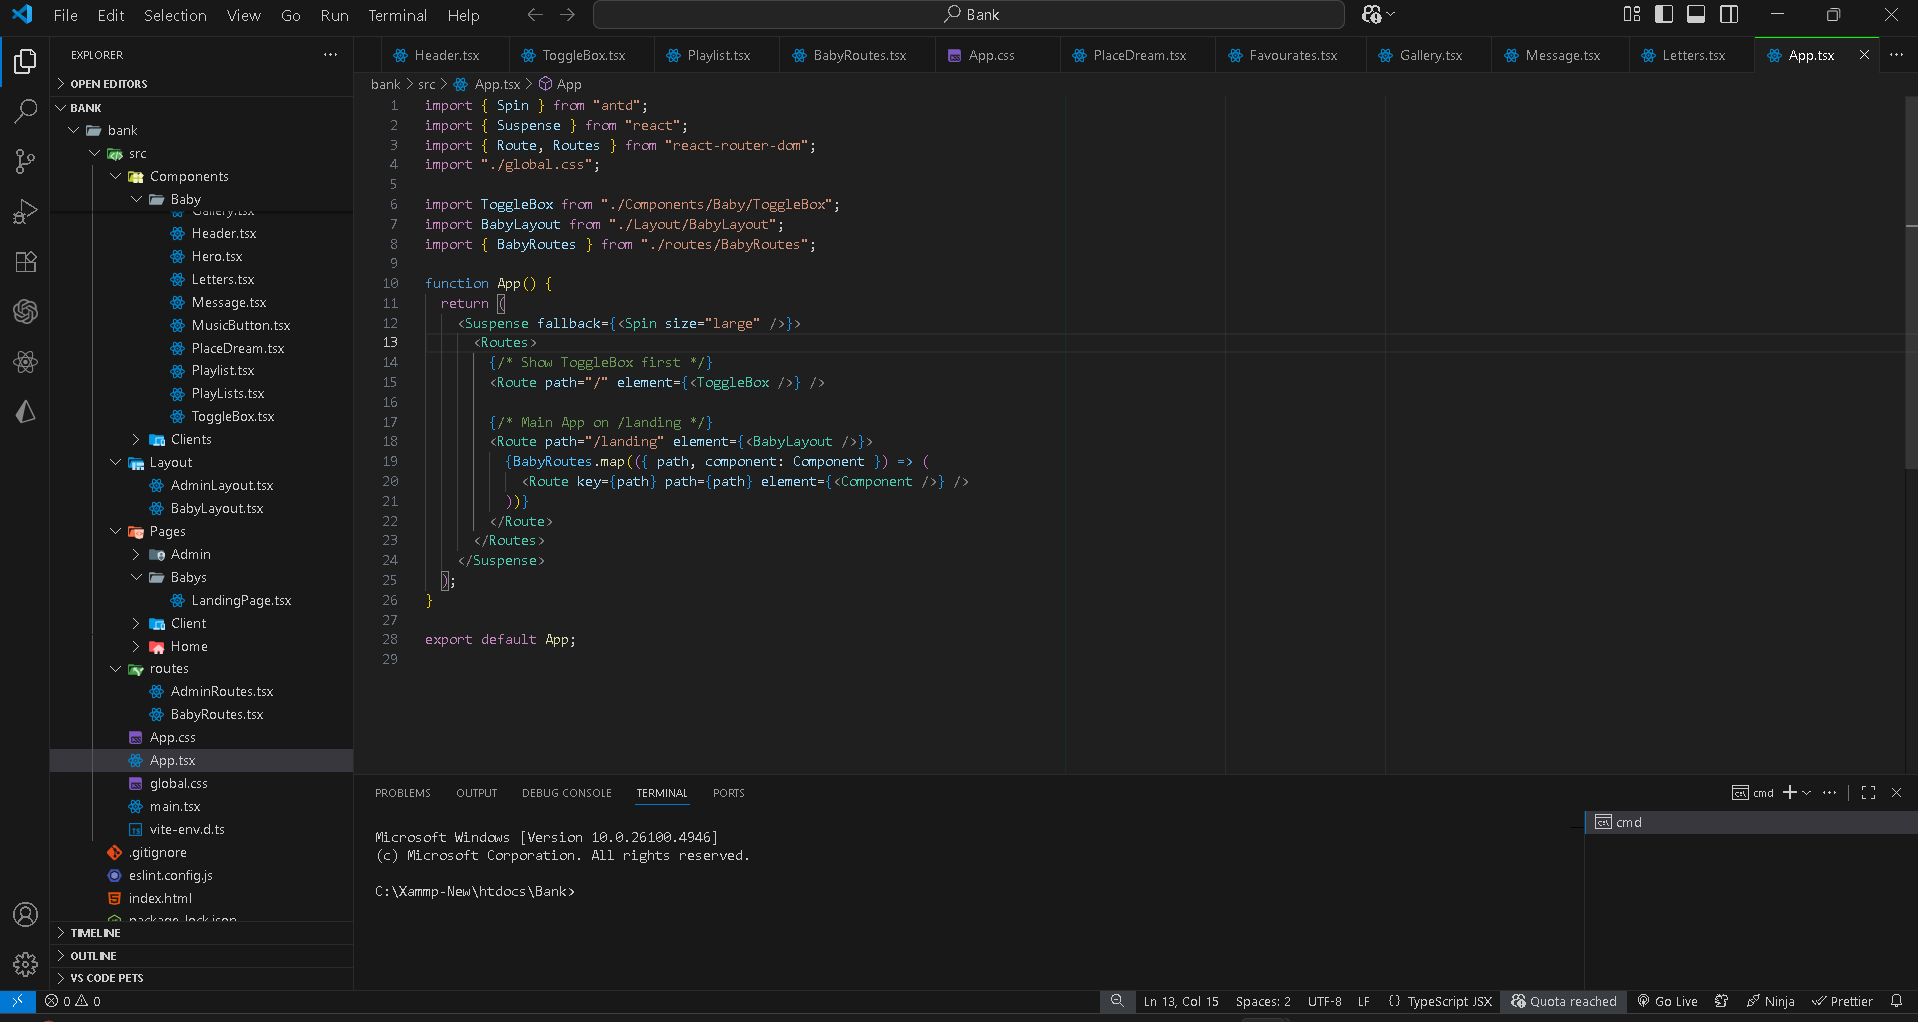 File Edit Selection View Go Run Terminal Help
Bank
EXPLORER
OPEN EDITORS
BANK
bank
src
Components
Baby
Gallery.tsx
Header.tsx
Hero.tsx
Letters.tsx
Message.tsx
MusicButton.tsx
PlaceDream.tsx
Playlist.tsx
PlayLists.tsx
ToggleBox.tsx
Clients
Layout
AdminLayout.tsx
BabyLayout.tsx
Pages
Admin
Babys
LandingPage.tsx
Client
Home
routes
AdminRoutes.tsx
BabyRoutes.tsx
App.css
App.tsx
global.css
main.tsx
TS vite-env.d.ts
.gitignore
eslint.config.js
index.html
package-lock.json
TIMELINE
OUTLINE
VS CODE PETS
Header.tsx ToggleBox.tsx Playlist.tsx BabyRoutes.tsx App.css PlaceDream.tsx Favourates.tsx Gallery.tsx Message.tsx Letters.tsx App.tsx
bank > src > App.tsx > App
1 import { Spin } from "antd";
2 import { Suspense } from "react";
3 import { Route, Routes } from "react-router-dom";
4 import "./global.css";
5
6 import ToggleBox from "./Components/Baby/ToggleBox";
7 import BabyLayout from "./Layout/BabyLayout";
8 import { BabyRoutes } from "./routes/BabyRoutes";
9
10 function App() {
11 return (
12 <Suspense fallback={<Spin size="large" />}>
13 <Routes>
14 {/* Show ToggleBox first */}
15 <Route path="/" element={<ToggleBox />} />
16
17 {/* Main App on /landing */}
18 <Route path="/landing" element={<BabyLayout />}>
19 {BabyRoutes.map(({ path, component: Component }) => (
20 <Route key={path} path={path} element={<Component />} />
21 ))}
22 </Route>
23 </Routes>
24 </Suspense>
25 );
26 }
27
28 export default App;
29
PROBLEMS OUTPUT DEBUG CONSOLE TERMINAL PORTS
cmd
Microsoft Windows [Version 10.0.26100.4946]
(c) Microsoft Corporation. All rights reserved.
C:\Xammp-New\htdocs\Bank>
cmd
0 0
Ln 13, Col 15 Spaces: 2 UTF-8 LF {} TypeScript JSX Quota reached Go Live Ninja Prettier